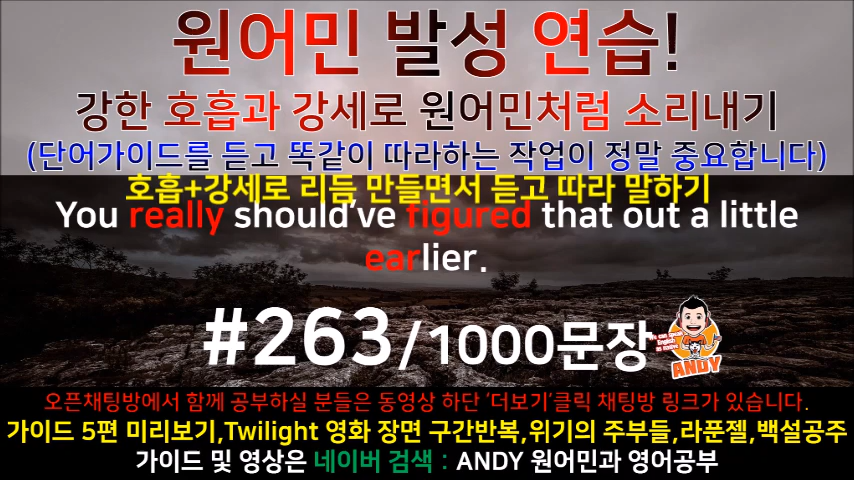 원어민 발성 연습!
강한 호흡과 강세로 원어민처럼 소리내기
(단어가이드를 듣고 똑같이 따라하는 작업이 정말 중요합니다)
호흡+강세로 리듬 만들면서 듣고 따라 말하기
You really should've figured that out a little
earlier.
#263/1000문장
I can speak
English
as Native
ANDY
오픈채팅방에서 함께 공부하실 분들은 동영상 하단 '더보기'클릭 채팅방 링크가 있습니다.
가이드 5편 미리보기,Twilight 영화 장면 구간반복,위기의 주부들,라푼젤,백설공주
가이드 및 영상은 네이버 검색 : ANDY 원어민과 영어공부